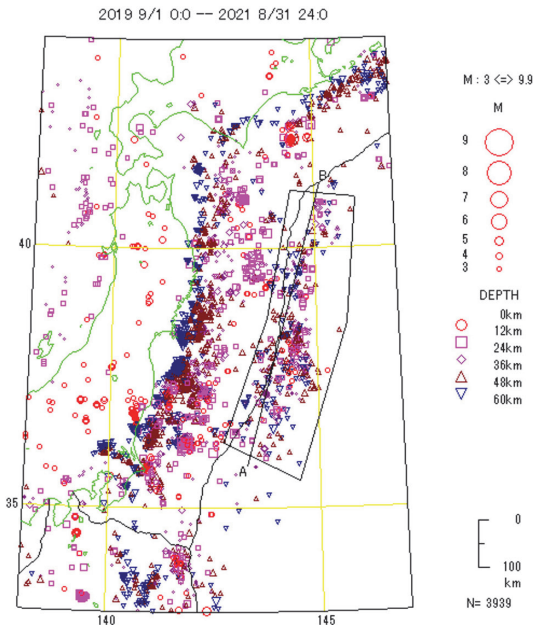 2019 9/1 0:0 -- 2021 8/31 24:0
M : 3 <=> 9.9
M
9
8
7
6
5
4
3
DEPTH
0km
12km
24km
36km
48km
60km
B
40
A
35
0
100
km
N= 3939
140
145